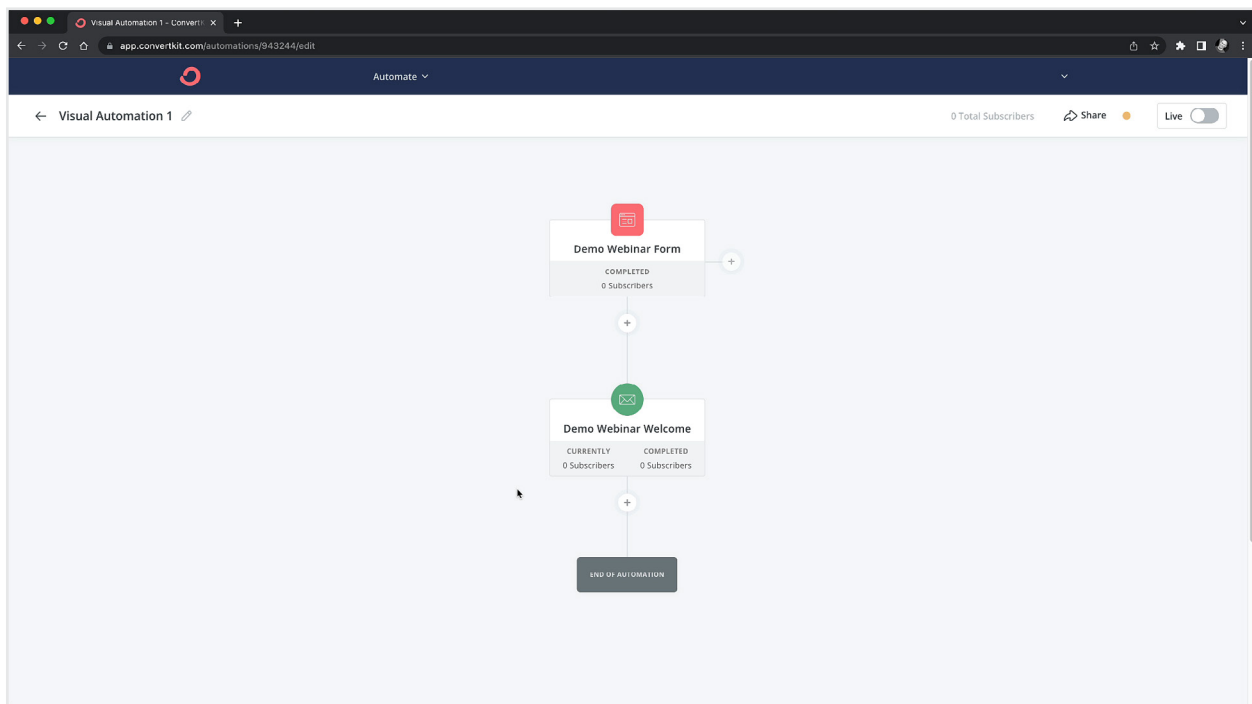 Visual Automation 1 - Convertk
app.convertkit.com/automations/943244/edit
Automate
Visual Automation 1
0 Total Subscribers
Share
Live
Demo Webinar Form
COMPLETED
0 Subscribers
Demo Webinar Welcome
CURRENTLY COMPLETED
0 Subscribers 0 Subscribers
END OF AUTOMATION